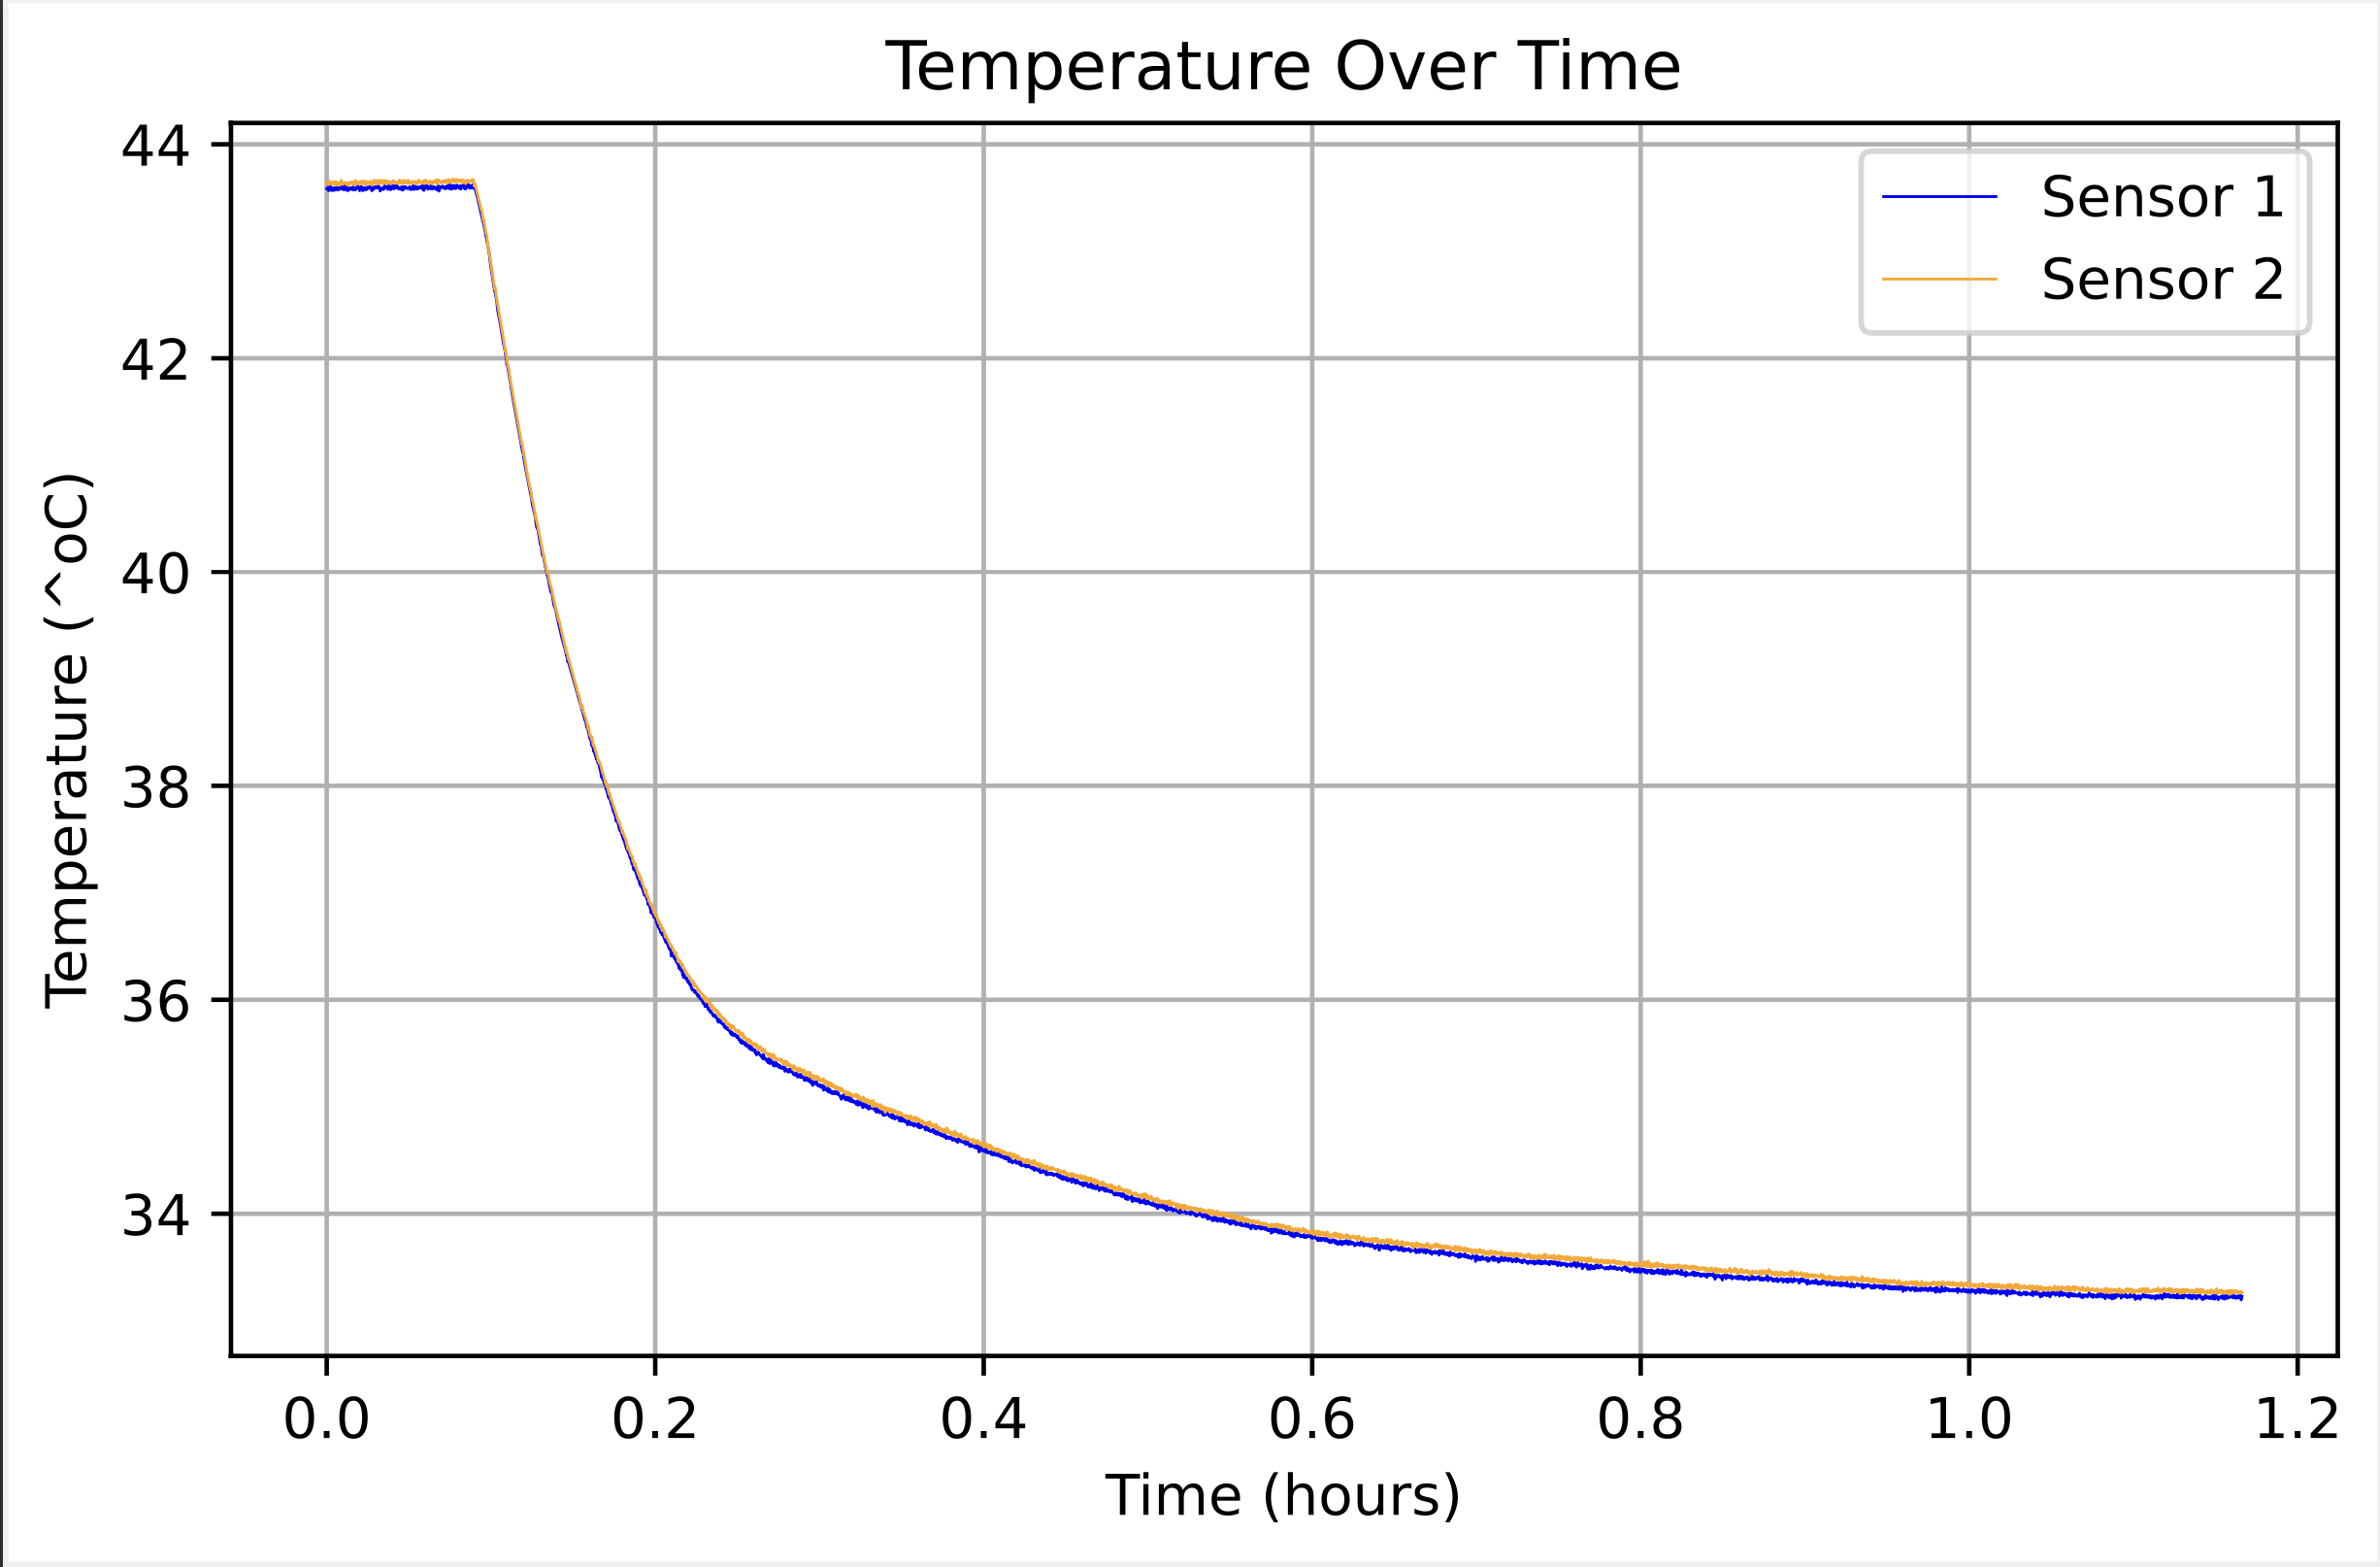 Temperature Over Time
44
42
40
38
36
34
Temperature (^oC)
Sensor 1
Sensor 2
0.0 0.2 0.4 0.6 0.8 1.0 1.2
Time (hours)